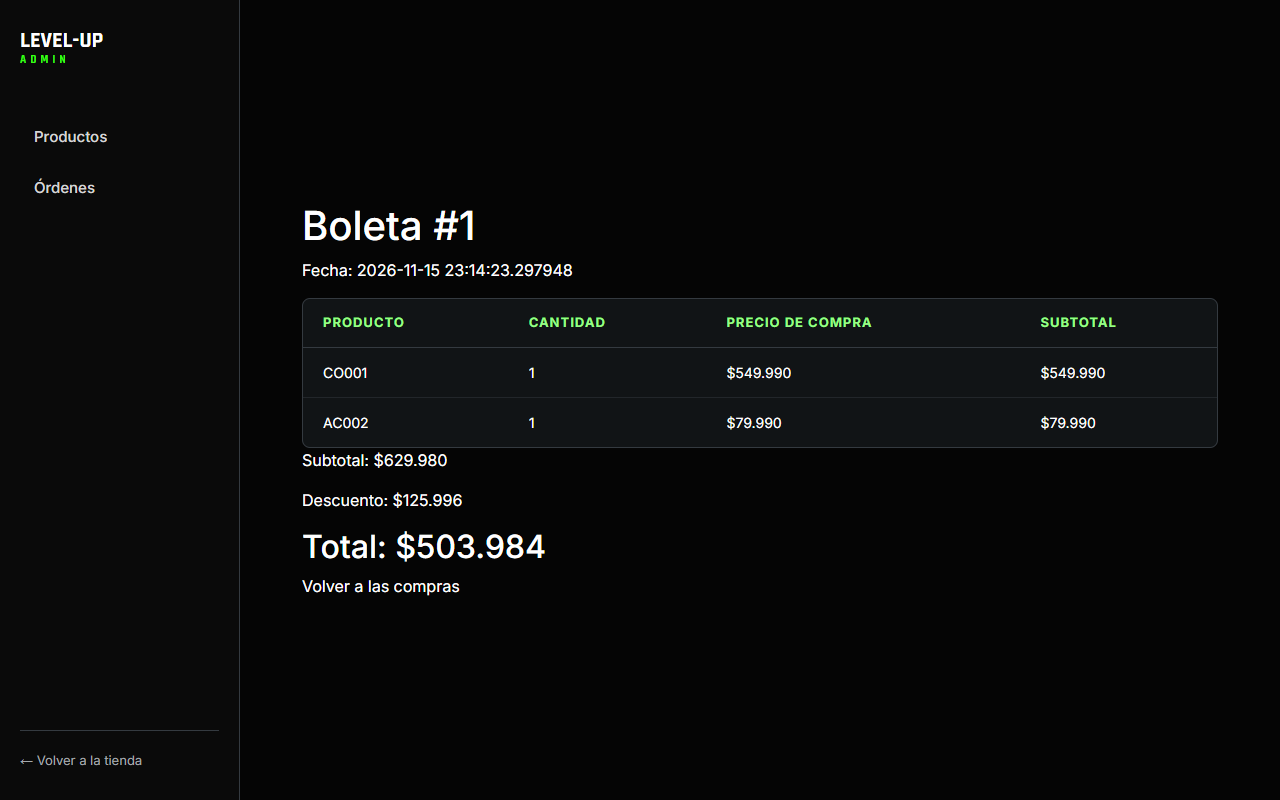 LEVEL-UP
ADMIN
Productos
Órdenes
← Volver a la tienda
Boleta #1
Fecha: 2026-11-15 23:14:23.297948
PRODUCTO CANTIDAD PRECIO DE COMPRA SUBTOTAL
CO001 1 $549.990 $549.990
AC002 1 $79.990 $79.990
Subtotal: $629.980
Descuento: $125.996
Total: $503.984
Volver a las compras